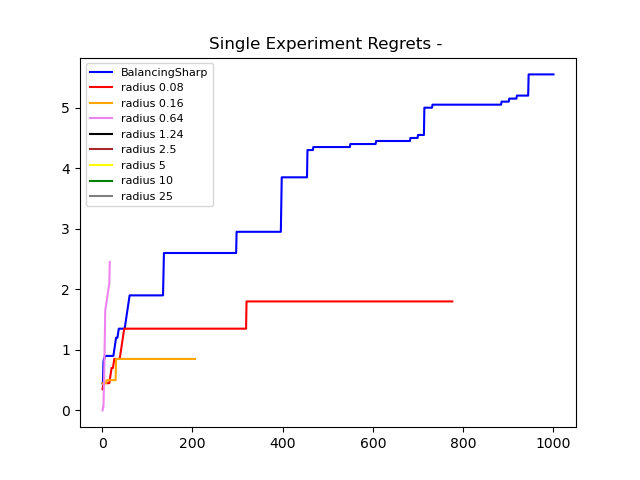 Single Experiment Regrets -
BalancingSharp
radius 0.08
radius 0.16
radius 0.64
radius 1.24
radius 2.5
radius 5
radius 10
radius 25
5
4
3
2
1
0
0 200 400 600 800 1000